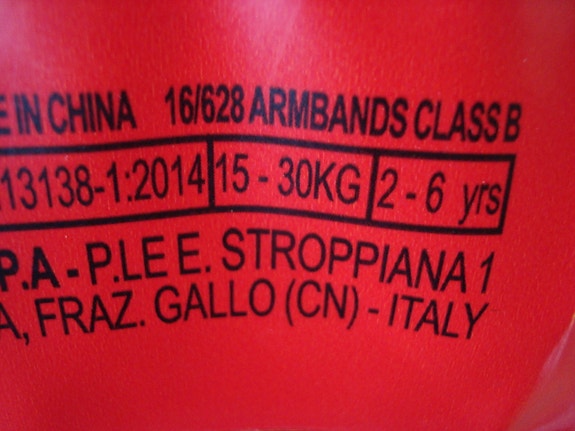 E IN CHINA 16/628 ARMBANDS CLASS B
13138-1:2014 15 - 30KG 2 - 6 yrs
P.A - P.LE E. STROPPIANA 1
A, FRAZ. GALLO (CN) - ITALY